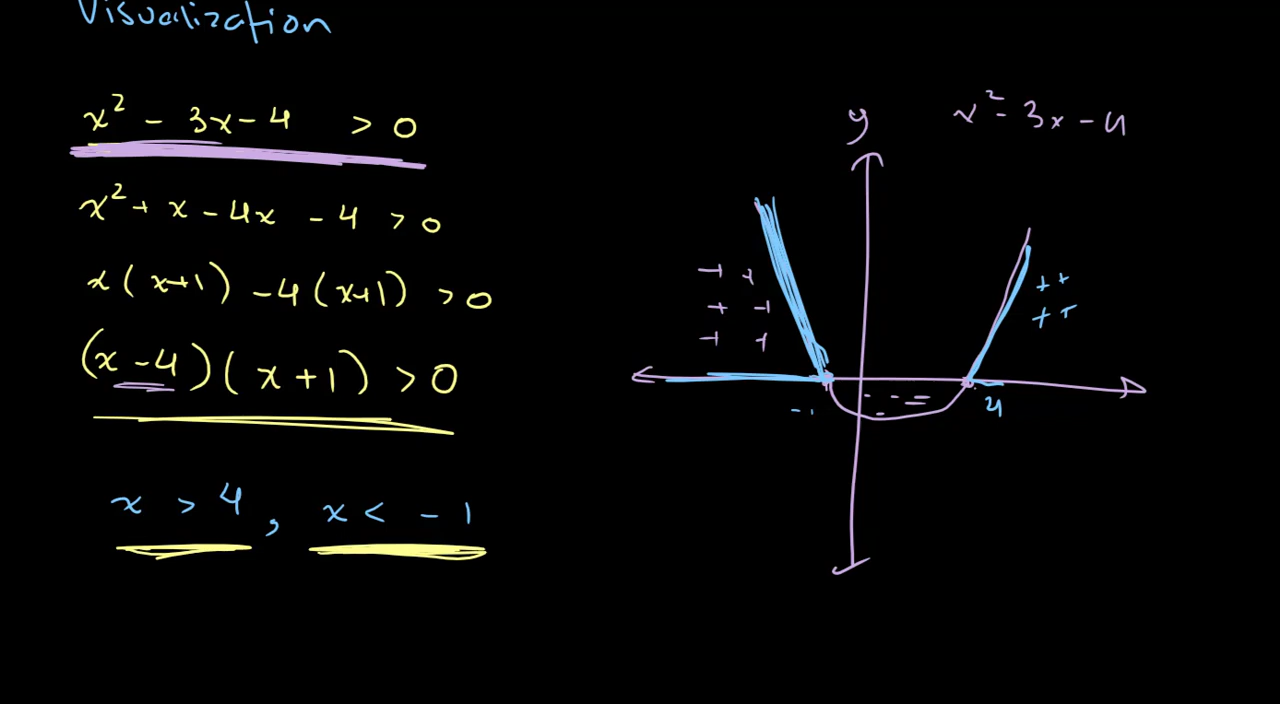 Visualization
x² - 3x - 4 > 0
x² + x - 4x - 4 > 0
x(x+1) - 4(x+1) > 0
(x - 4)(x + 1) > 0
x > 4, x < -1
y
x² - 3x - 4
+ +
+ +
+ +
+ +
+ +
- - -
-
-1
4